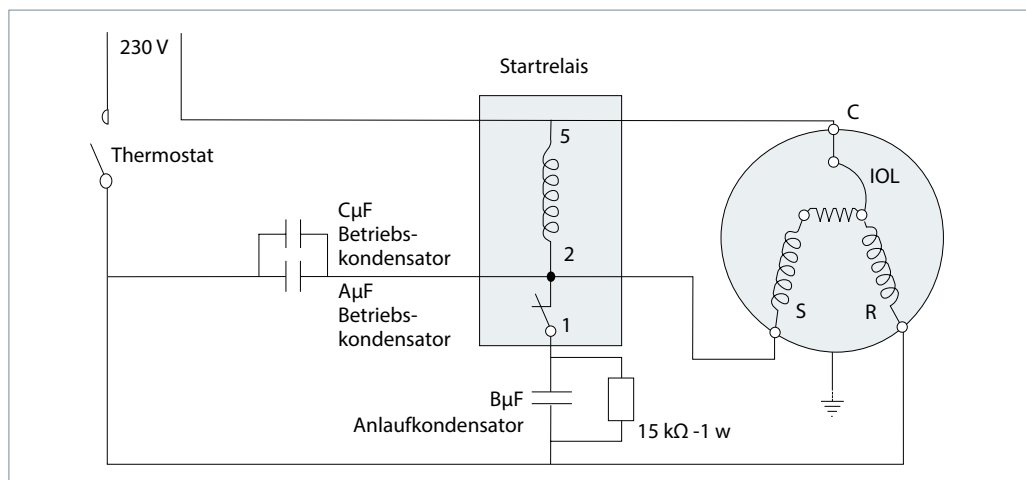 230 V
Startrelais
C
5
Thermostat
IOL
CµF
Betriebs-
kondensator
2
AµF
Betriebs-
kondensator
S
R
1
BµF
Anlaufkondensator
15 kΩ -1 w